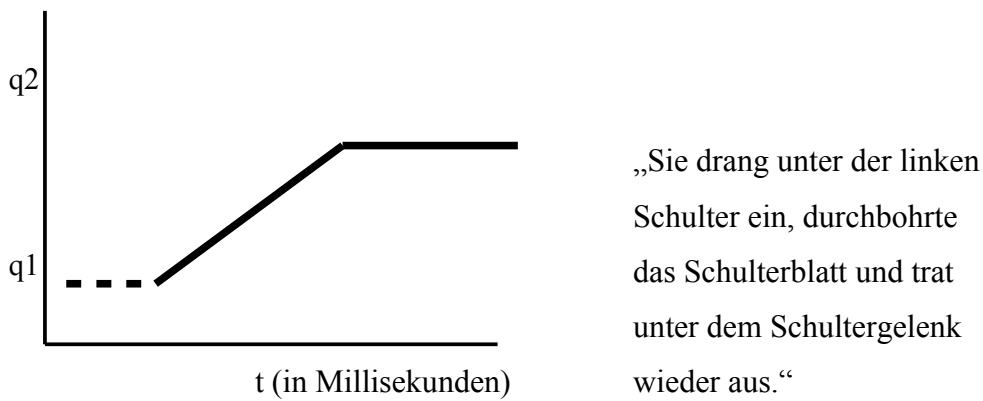 q2
q1
t (in Millisekunden)
„Sie drang unter der linken
Schulter ein, durchbohrte
das Schulterblatt und trat
unter dem Schultergelenk
wieder aus.“